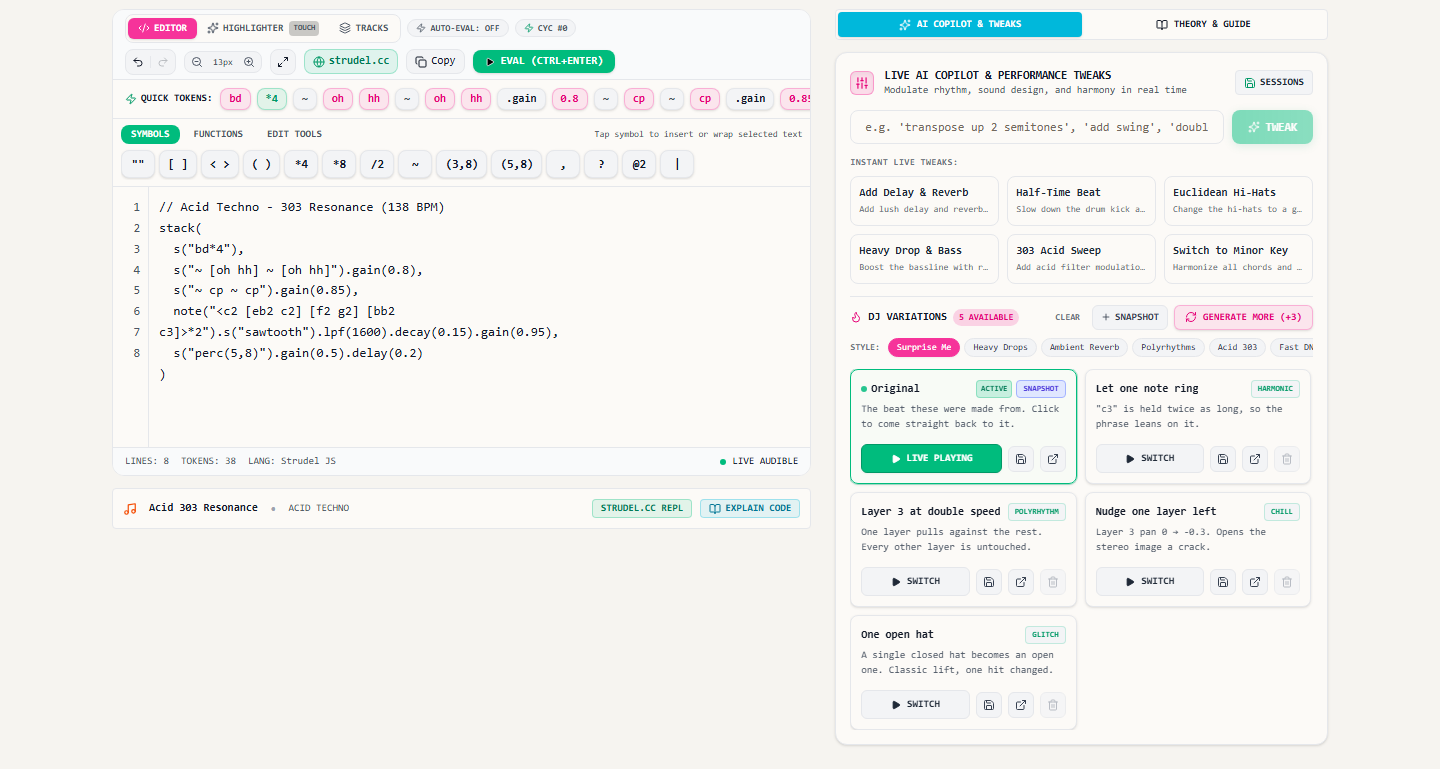 EDITOR HIGHLIGHTER TOUCH TRACKS AUTO-EVAL: OFF CYC #0
13px strudel.cc Copy EVAL (CTRL+ENTER)
QUICK TOKENS: bd *4 ~ oh hh ~ oh hh .gain 0.8 ~ cp ~ cp .gain 0.85
SYMBOLS FUNCTIONS EDIT TOOLS Tap symbol to insert or wrap selected text
"" [ ] < > ( ) *4 *8 /2 ~ (3,8) (5,8) , ? @2 |
1 // Acid Techno - 303 Resonance (138 BPM)
2 stack(
3 s("bd*4"),
4 s("~ [oh hh] ~ [oh hh]").gain(0.8),
5 s("~ cp ~ cp").gain(0.85),
6 note("<c2 [eb2 c2] [f2 g2] [bb2
7 c3]>*2").s("sawtooth").lpf(1600).decay(0.15).gain(0.95),
8 s("perc(5,8)").gain(0.5).delay(0.2)
)
LINES: 8 TOKENS: 38 LANG: Strudel JS LIVE AUDIBLE
Acid 303 Resonance • ACID TECHNO STRUDEL.CC REPL EXPLAIN CODE
AI COPILOT & TWEAKS THEORY & GUIDE
LIVE AI COPILOT & PERFORMANCE TWEAKS SESSIONS
Modulate rhythm, sound design, and harmony in real time
e.g. 'transpose up 2 semitones', 'add swing', 'doubl TWEAK
INSTANT LIVE TWEAKS:
Add Delay & Reverb Half-Time Beat Euclidean Hi-Hats
Add lush delay and reverb… Slow down the drum kick a… Change the hi-hats to a g…
Heavy Drop & Bass 303 Acid Sweep Switch to Minor Key
Boost the bassline with r… Add acid filter modulatio… Harmonize all chords and …
DJ VARIATIONS 5 AVAILABLE CLEAR + SNAPSHOT GENERATE MORE (+3)
STYLE: Surprise Me Heavy Drops Ambient Reverb Polyrhythms Acid 303 Fast DN
Original ACTIVE SNAPSHOT
The beat these were made from. Click
to come straight back to it.
LIVE PLAYING
Let one note ring HARMONIC
"c3" is held twice as long, so the
phrase leans on it.
SWITCH
Layer 3 at double speed POLYRHYTHM
One layer pulls against the rest.
Every other layer is untouched.
SWITCH
Nudge one layer left CHILL
Layer 3 pan 0 → -0.3. Opens the
stereo image a crack.
SWITCH
One open hat GLITCH
A single closed hat becomes an open
one. Classic lift, one hit changed.
SWITCH